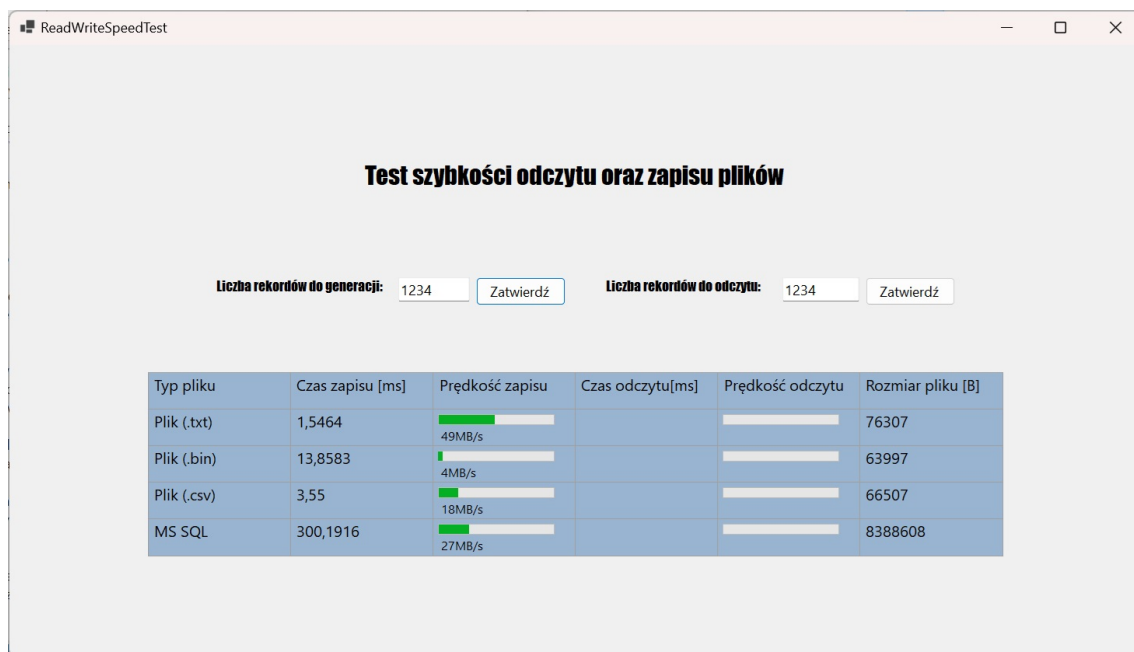 ReadWriteSpeedTest
Test szybkości odczytu oraz zapisu plików
Liczba rekordów do generacji: 1234 Zatwierdź Liczba rekordów do odczytu: 1234 Zatwierdź
Typ pliku Czas zapisu [ms] Prędkość zapisu Czas odczytu[ms] Prędkość odczytu Rozmiar pliku [B]
Plik (.txt) 1,5464 49MB/s 76307
Plik (.bin) 13,8583 4MB/s 63997
Plik (.csv) 3,55 18MB/s 66507
MS SQL 300,1916 27MB/s 8388608